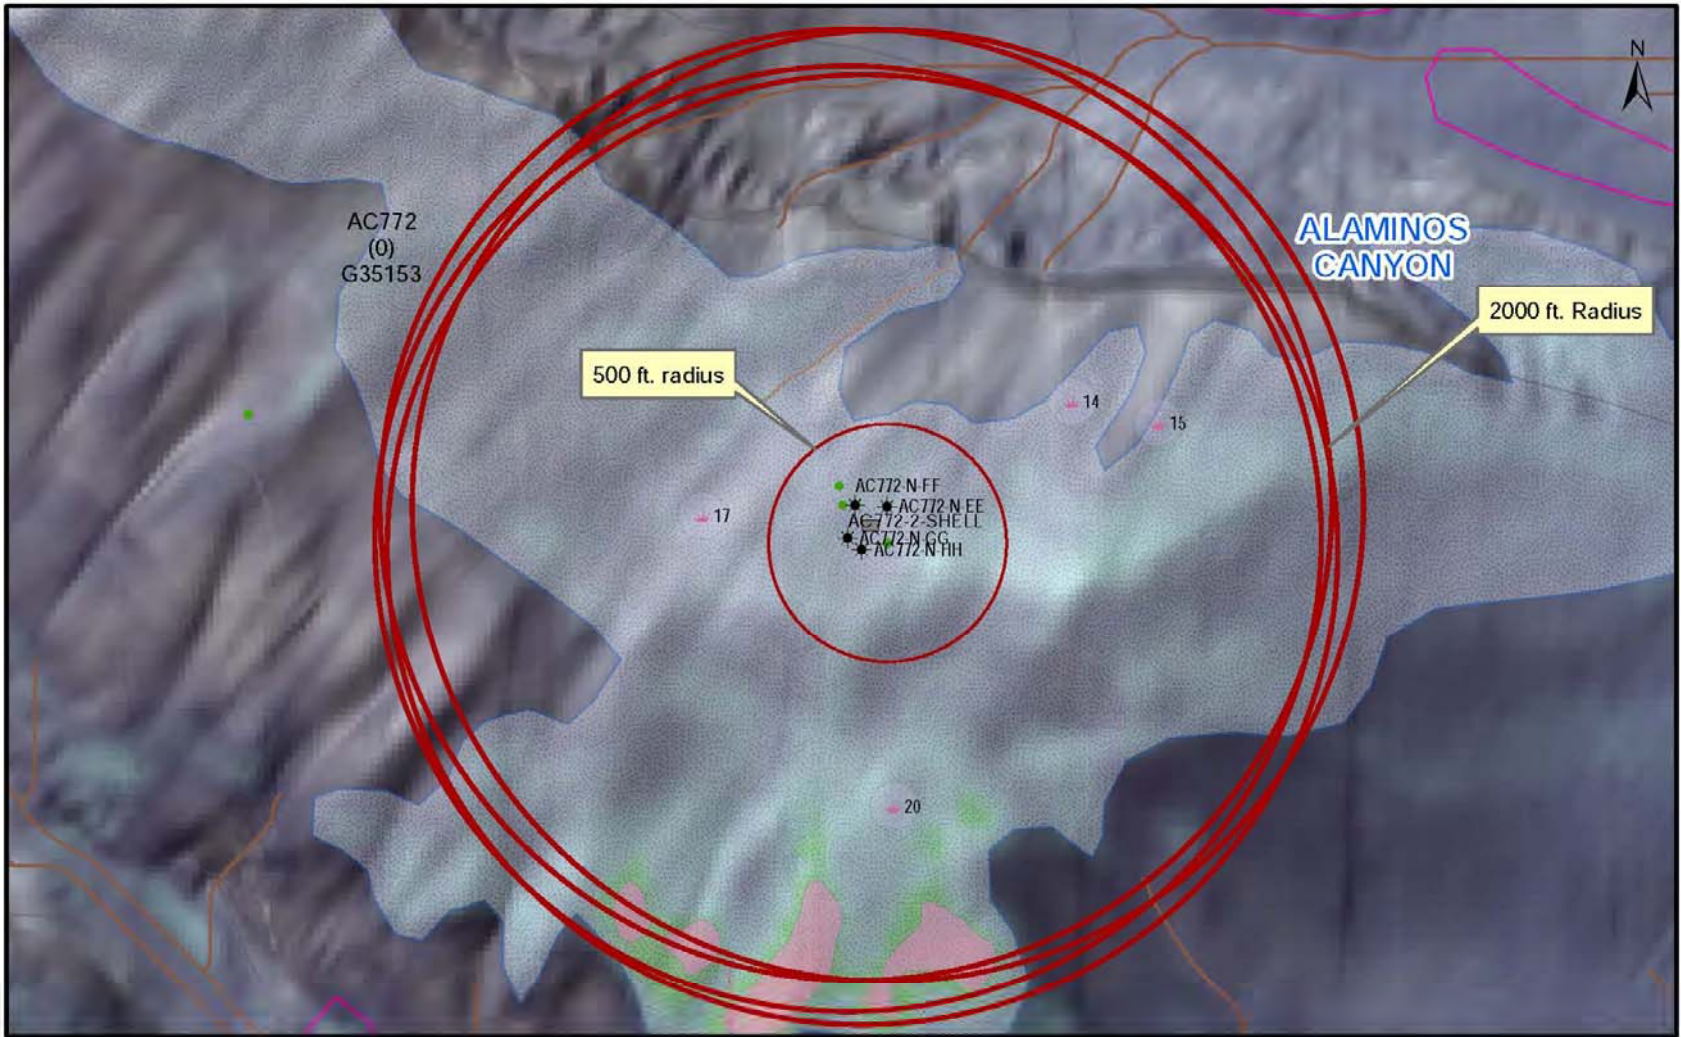 N
AC772
(0)
G35153
ALAMINOS
CANYON
2000 ft. Radius
500 ft. radius
14
15
17
AC772-N-FF
AC772-N-EE
AC772-2-SHELL
AC772-N-GG
AC772-N-HH
20